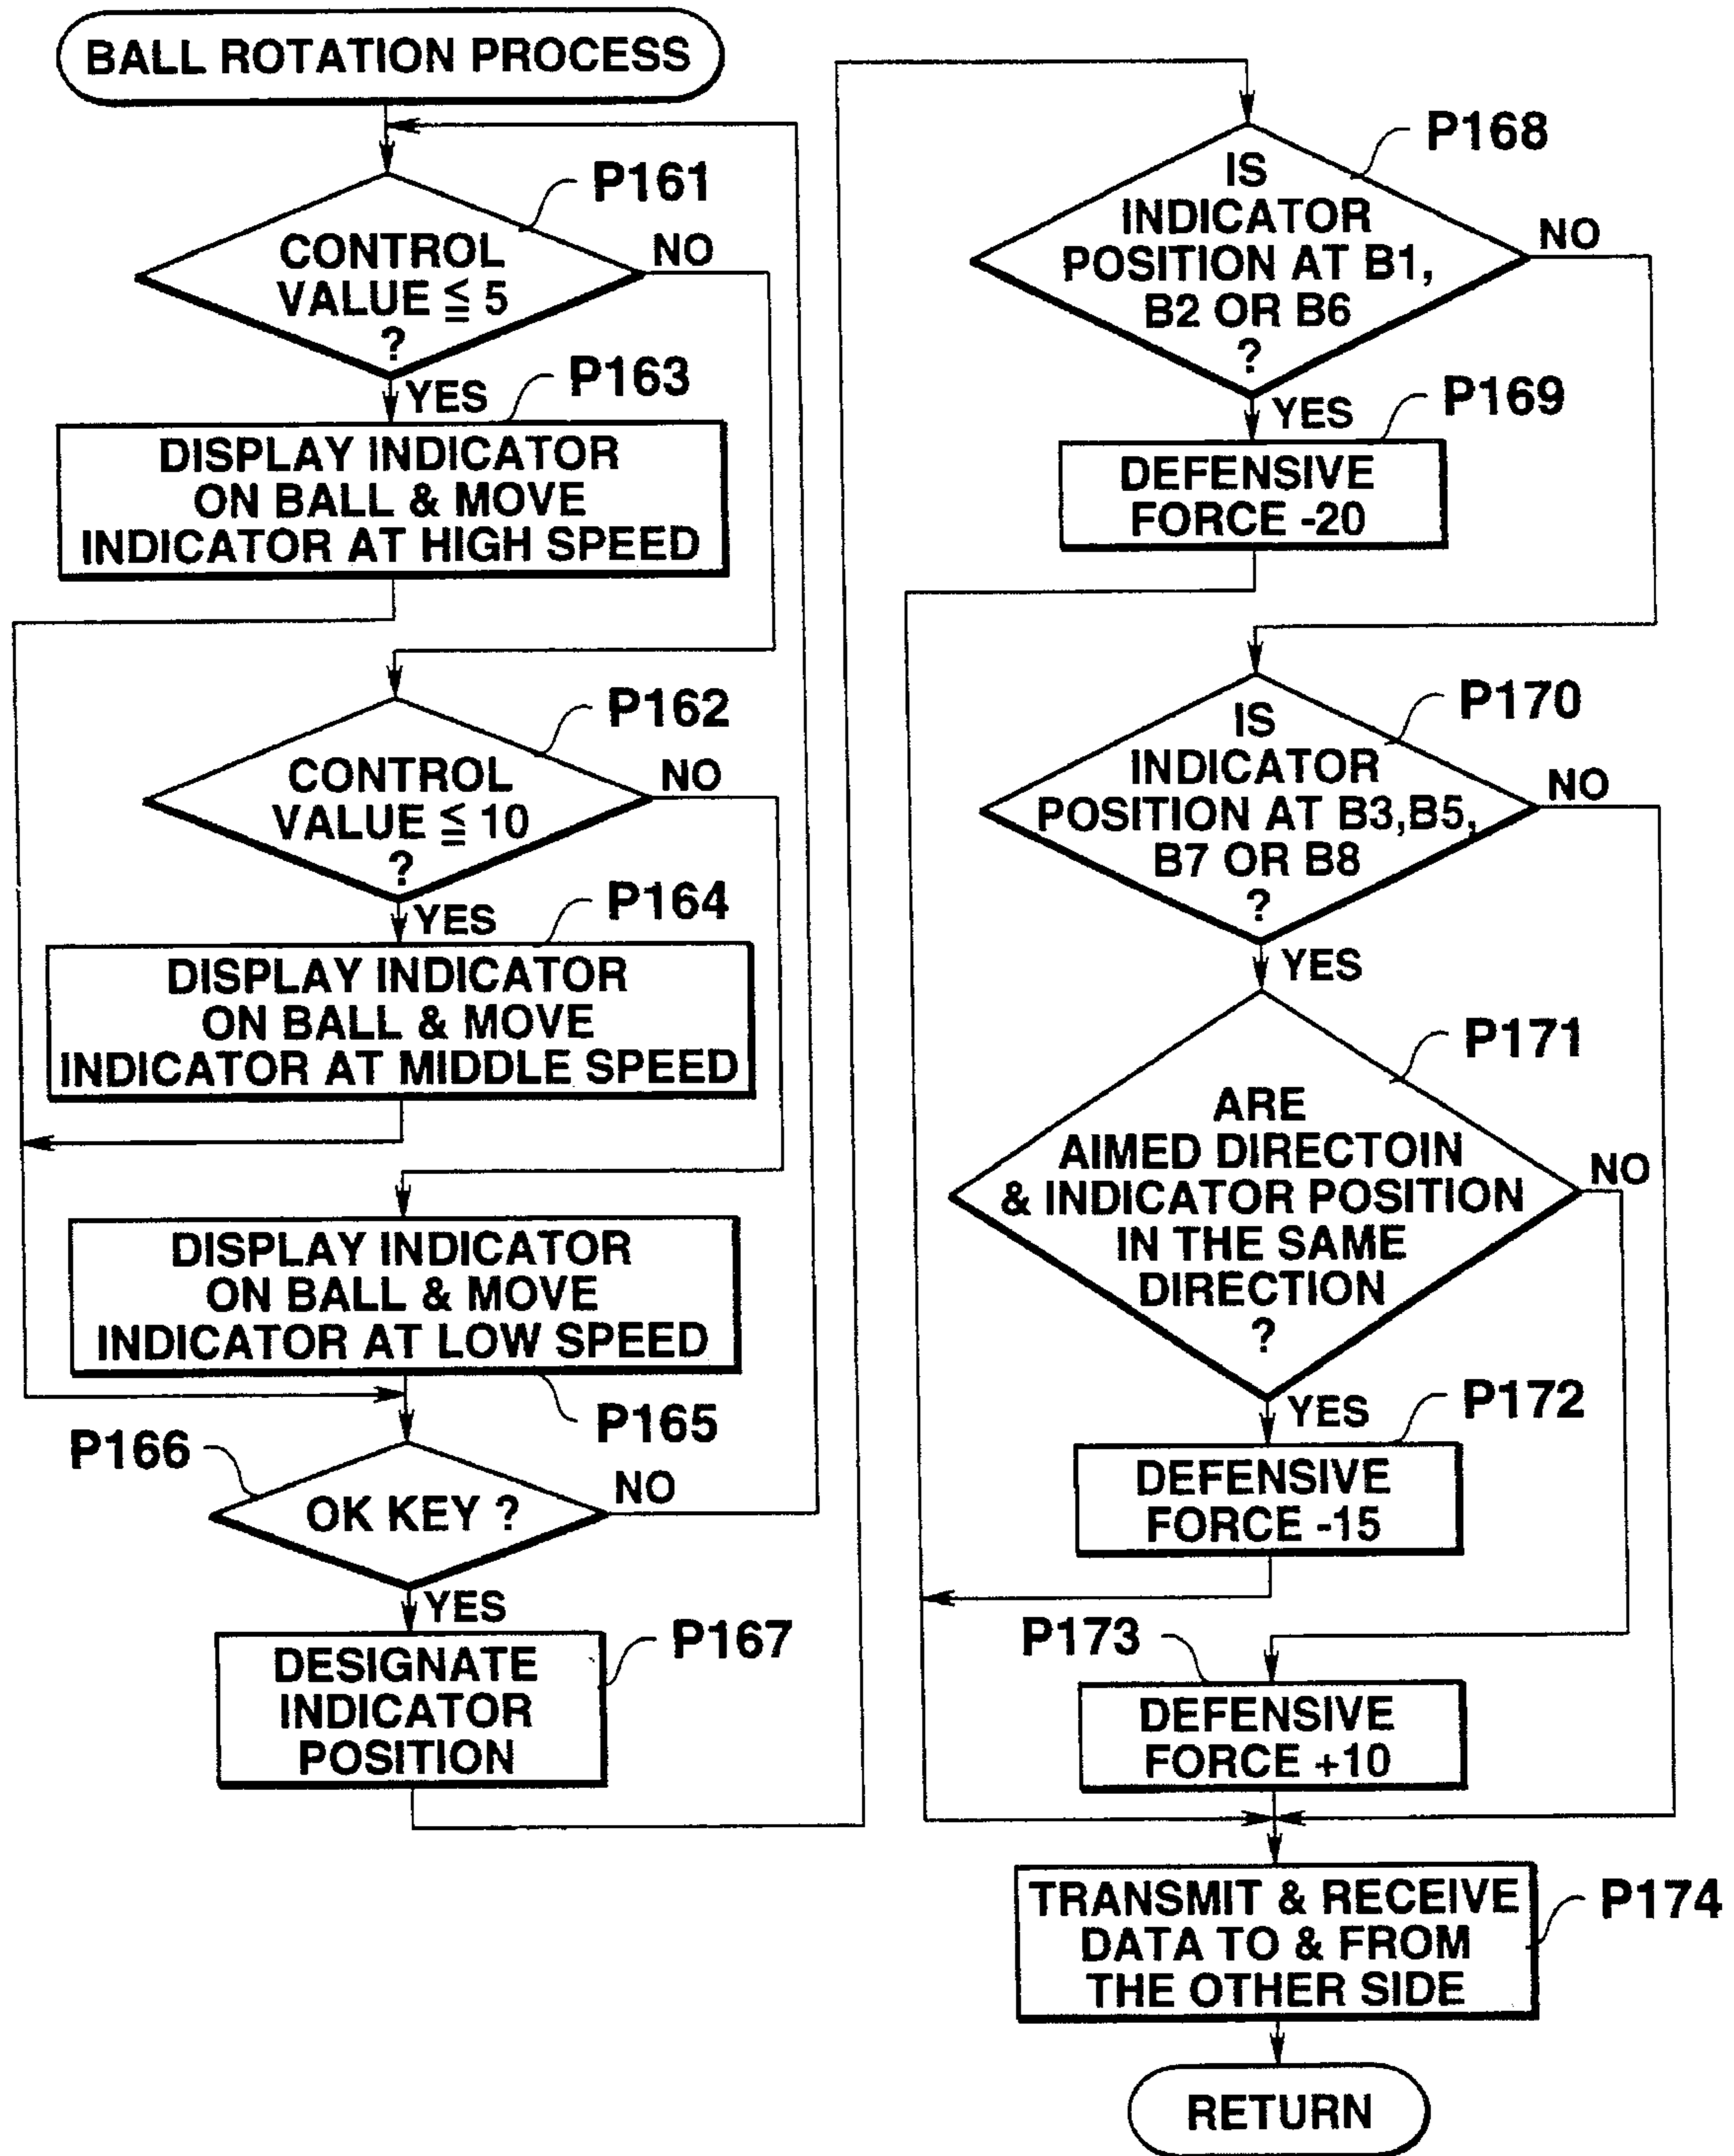 BALL ROTATION PROCESS
P161
CONTROL
VALUE ≦ 5
?
NO
YES
P163
DISPLAY INDICATOR
ON BALL & MOVE
INDICATOR AT HIGH SPEED
P162
CONTROL
VALUE ≦ 10
?
NO
YES
P164
DISPLAY INDICATOR
ON BALL & MOVE
INDICATOR AT MIDDLE SPEED
DISPLAY INDICATOR
ON BALL & MOVE
INDICATOR AT LOW SPEED
P165
P166
OK KEY ?
NO
YES
P167
DESIGNATE
INDICATOR
POSITION
P168
IS
INDICATOR
POSITION AT B1,
B2 OR B6
?
NO
YES
P169
DEFENSIVE
FORCE -20
P170
IS
INDICATOR
POSITION AT B3,B5,
B7 OR B8
?
NO
YES
P171
ARE
AIMED DIRECTOIN
& INDICATOR POSITION
IN THE SAME
DIRECTION
?
NO
YES
P172
DEFENSIVE
FORCE -15
P173
DEFENSIVE
FORCE +10
TRANSMIT & RECEIVE
DATA TO & FROM
THE OTHER SIDE
P174
RETURN